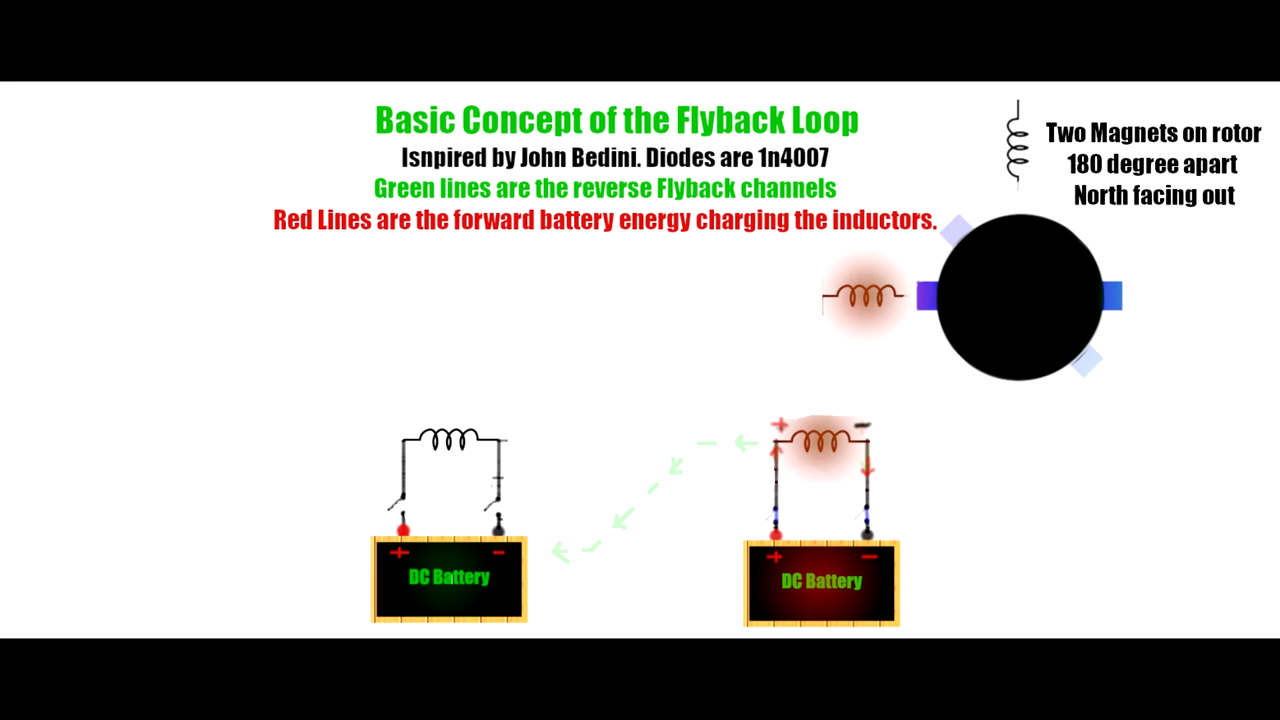 Basic Concept of the Flyback Loop
Isnpired by John Bedini. Diodes are 1n4007
Green lines are the reverse Flyback channels
Red Lines are the forward battery energy charging the inductors.
Two Magnets on rotor
180 degree apart
North facing out
+ -
+ -
DC Battery
+ -
DC Battery